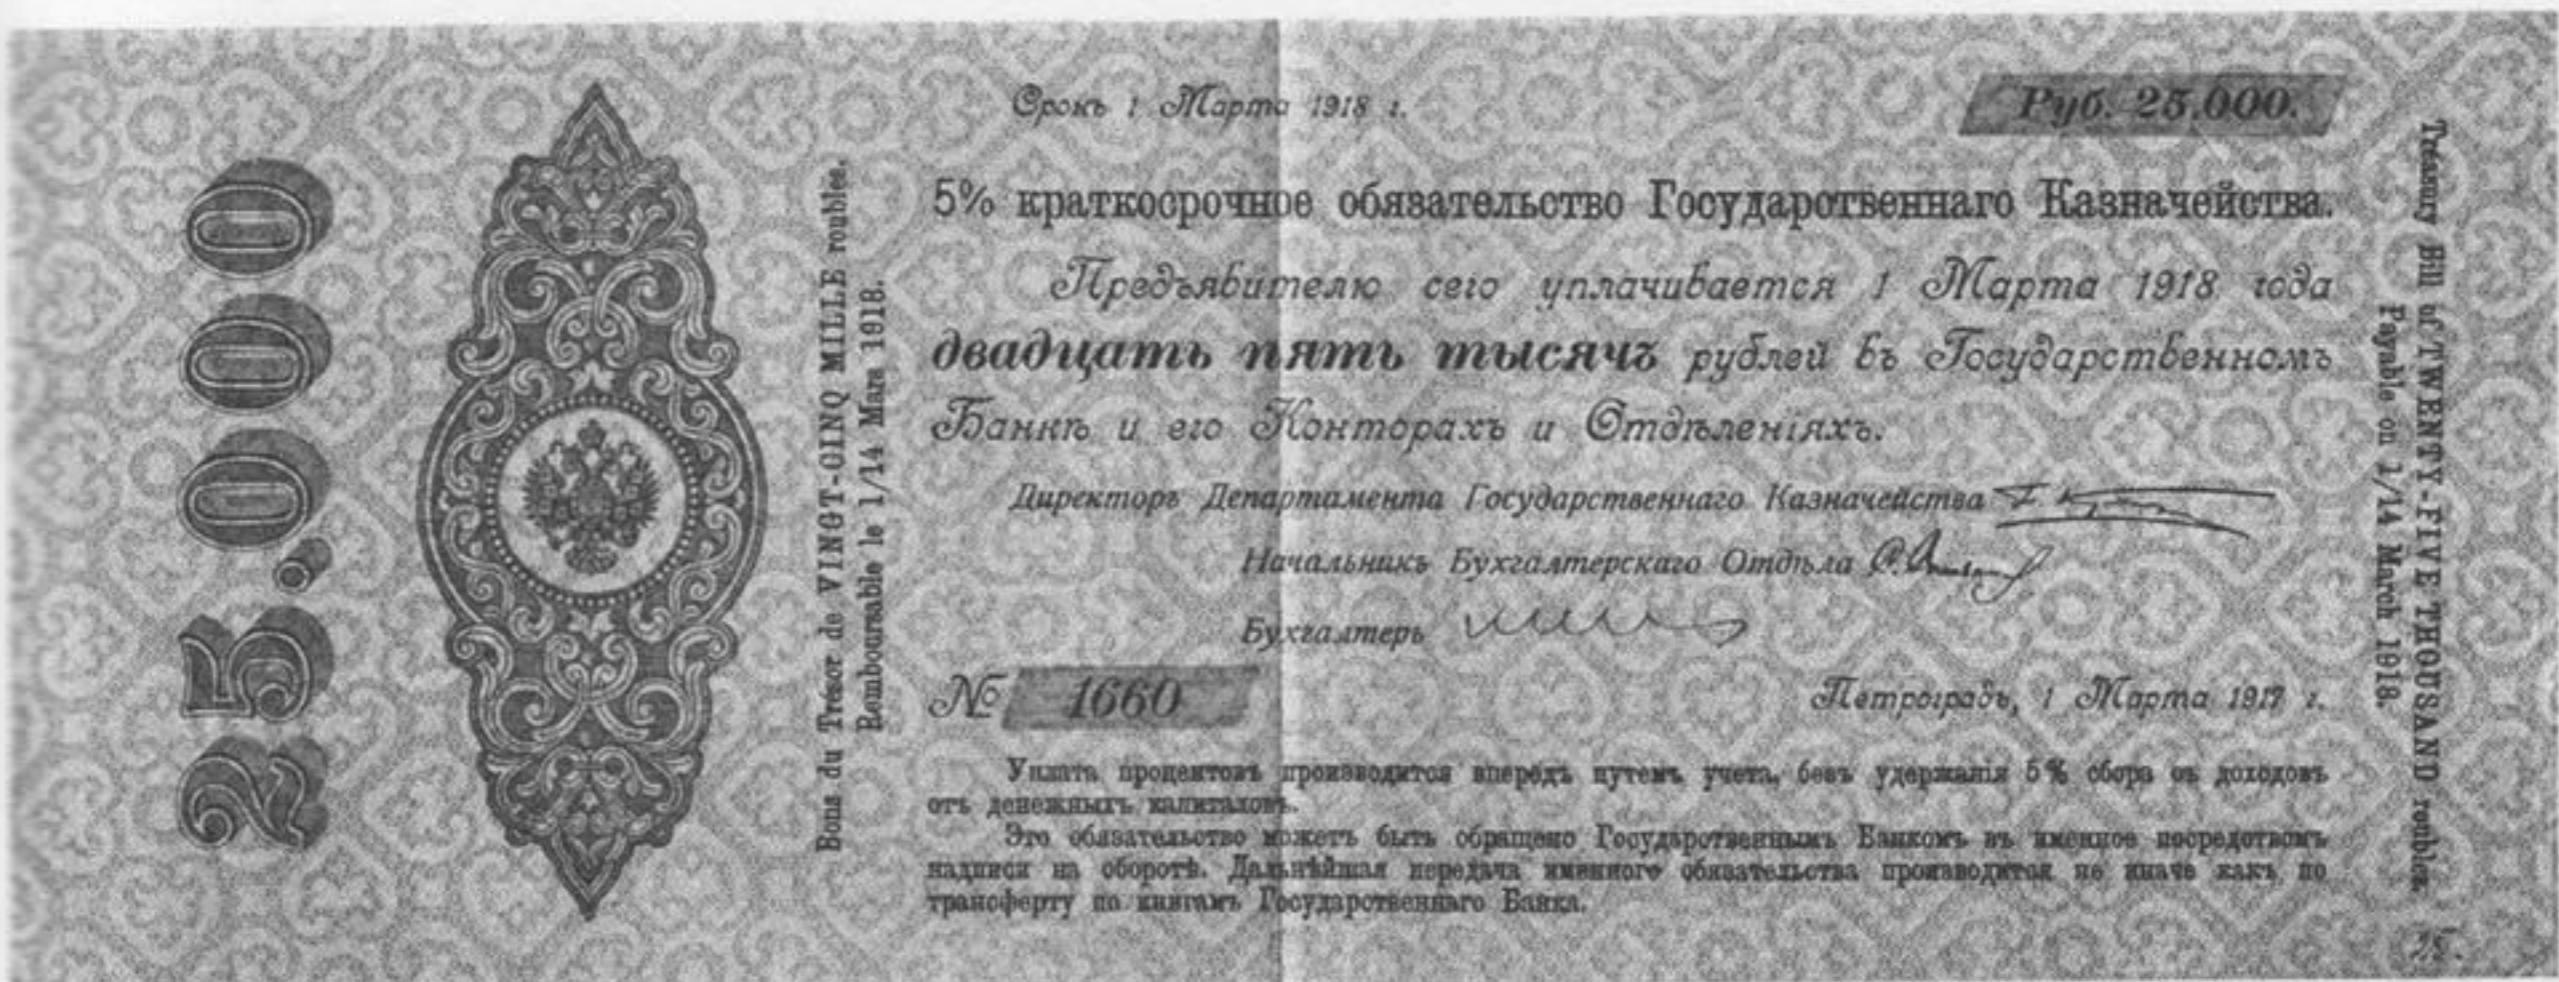 25.000
Bons du Trésor de VINGT-CINQ MILLE roubles.
Remboursable le 1/14 Mars 1918.
Срокъ 1 Марта 1918 г.
Руб. 25.000.
5% краткосрочное обязательство Государственнаго Казначейства.
Предъявителю сего уплачивается 1 Марта 1918 года
двадцать пять тысячъ рублей въ Государственномъ
Банкѣ и его Конторахъ и Отдѣленіяхъ.
Директоръ Департамента Государственнаго Казначейства
Начальникъ Бухгалтерскаго Отдѣла
Бухгалтеръ
№ 1660
Петроградъ, 1 Марта 1917 г.
Уплата процентовъ производится впередъ путемъ учета, безъ удержанія 5% сбора съ доходовъ
отъ денежныхъ капиталовъ.
Это обязательство можетъ быть обращено Государственнымъ Банкомъ въ именное посредствомъ
надписи на оборотѣ. Дальнѣйшая передача именного обязательства производится не иначе какъ по
трансферту по книгамъ Государственнаго Банка.
Treasury Bill of TWENTY-FIVE THOUSAND roubles.
Payable on 1/14 March 1918.
25.